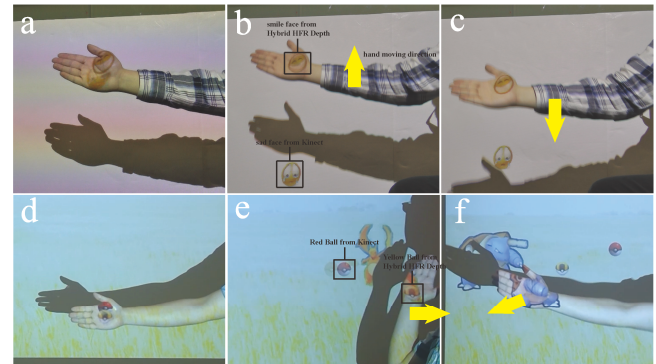 a
b
c
smile face from
Hybrid HFR Depth
hand moving direction
sad face from Kinect
d
e
f
Red Ball from Kinect
Yellow Ball from
Hybrid HFR Depth